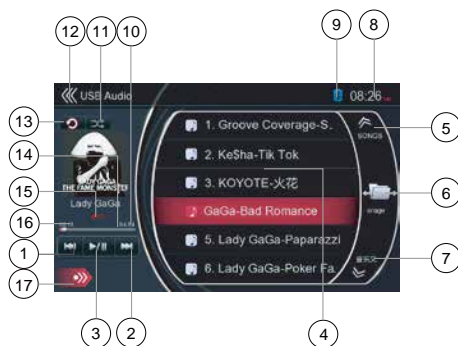 12 11 10 9 8
USB Audio
08:26
13
14
15
16
1
17
3
2
4
5
6
7
LADY GAGA
THE FAME MONSTER
Lady GaGa
1. Groove Coverage-S.
2. Ke$ha-Tik Tok
3. KOYOTE-火花
GaGa-Bad Romance
5. Lady GaGa-Paparazzi
6. Lady GaGa-Poker Fa.
SONGS